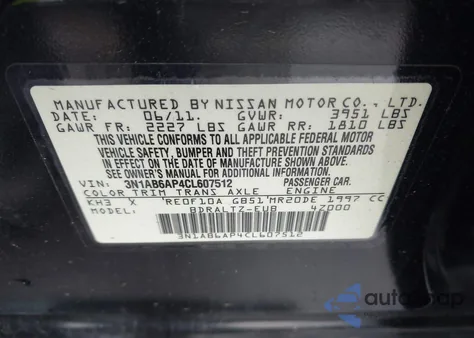 MANUFACTURED BY NISSAN MOTOR CO., LTD.
DATE: 06/11. GVWR: 3951 LBS
GAWR FR: 2227 LBS GAWR RR: 1810 LBS
THIS VEHICLE CONFORMS TO ALL APPLICABLE FEDERAL MOTOR
VEHICLE SAFETY, BUMPER AND THEFT PREVENTION STANDARDS
IN EFFECT ON THE DATE OF MANUFACTURE SHOWN ABOVE.
SEE OWNER'S MANUAL FOR ADDITIONAL INFORMATION.
VIN: 3N1AB6AP4CL607512 PASSENGER CAR.
COLOR TRIM TRANS AXLE ENGINE
KH3 X RE0F10A GB51 MR20DE 1997 CC
BDRALTZ-EUB 4Z000
3N1AB6AP4CL607512